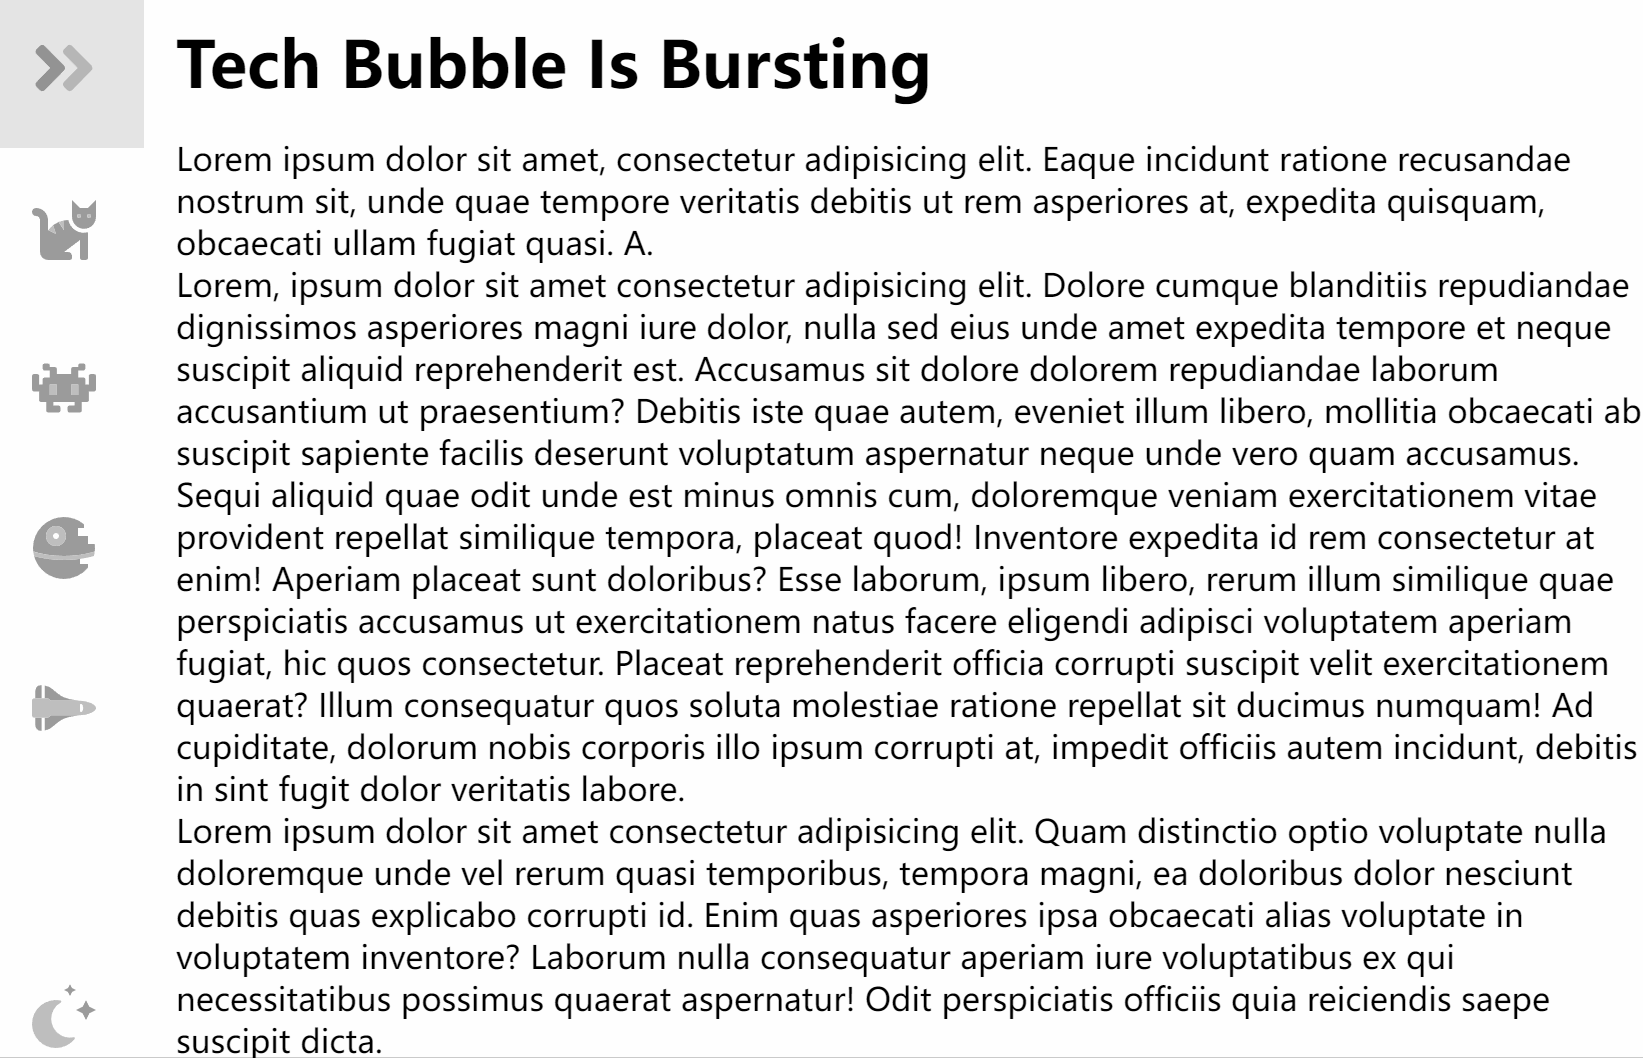 Tech Bubble Is Bursting
Lorem ipsum dolor sit amet, consectetur adipisicing elit. Eaque incidunt ratione recusandae
nostrum sit, unde quae tempore veritatis debitis ut rem asperiores at, expedita quisquam,
obcaecati ullam fugiat quasi. A.
Lorem, ipsum dolor sit amet consectetur adipisicing elit. Dolore cumque blanditiis repudiandae
dignissimos asperiores magni iure dolor, nulla sed eius unde amet expedita tempore et neque
suscipit aliquid reprehenderit est. Accusamus sit dolore dolorem repudiandae laborum
accusantium ut praesentium? Debitis iste quae autem, eveniet illum libero, mollitia obcaecati ab
suscipit sapiente facilis deserunt voluptatum aspernatur neque unde vero quam accusamus.
Sequi aliquid quae odit unde est minus omnis cum, doloremque veniam exercitationem vitae
provident repellat similique tempora, placeat quod! Inventore expedita id rem consectetur at
enim! Aperiam placeat sunt doloribus? Esse laborum, ipsum libero, rerum illum similique quae
perspiciatis accusamus ut exercitationem natus facere eligendi adipisci voluptatem aperiam
fugiat, hic quos consectetur. Placeat reprehenderit officia corrupti suscipit velit exercitationem
quaerat? Illum consequatur quos soluta molestiae ratione repellat sit ducimus numquam! Ad
cupiditate, dolorum nobis corporis illo ipsum corrupti at, impedit officiis autem incidunt, debitis
in sint fugit dolor veritatis labore.
Lorem ipsum dolor sit amet consectetur adipisicing elit. Quam distinctio optio voluptate nulla
doloremque unde vel rerum quasi temporibus, tempora magni, ea doloribus dolor nesciunt
debitis quas explicabo corrupti id. Enim quas asperiores ipsa obcaecati alias voluptate in
voluptatem inventore? Laborum nulla consequatur aperiam iure voluptatibus ex qui
necessitatibus possimus quaerat aspernatur! Odit perspiciatis officiis quia reiciendis saepe
suscipit dicta.